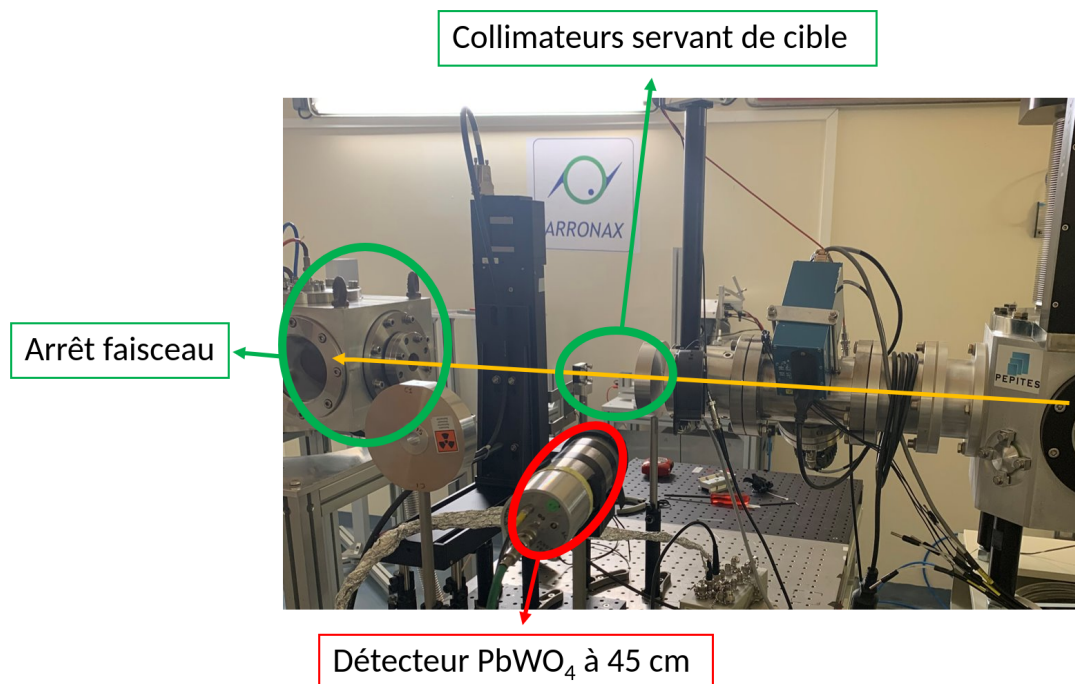 Collimateurs servant de cible
ARRONAX
Arrêt faisceau
PEPITES
Détecteur PbWO₄ à 45 cm